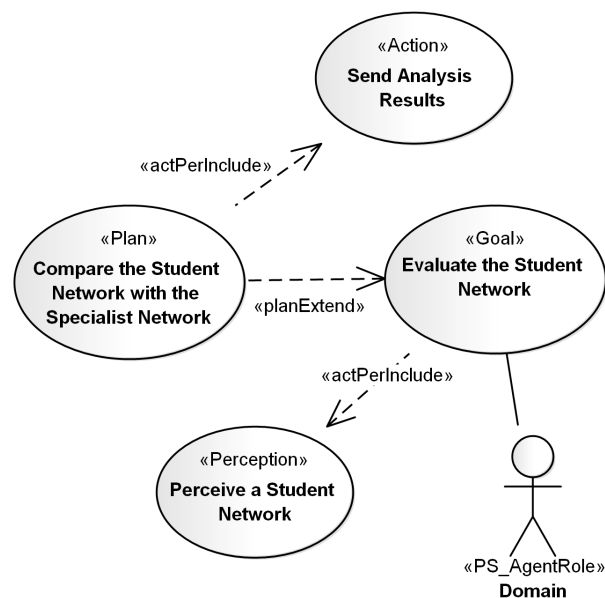 «Action»
Send Analysis
Results
«actPerInclude»
«Plan»
Compare the Student
Network with the
Specialist Network
«planExtend»
«Goal»
Evaluate the Student
Network
«actPerInclude»
«Perception»
Perceive a Student
Network
«PS_AgentRole»
Domain